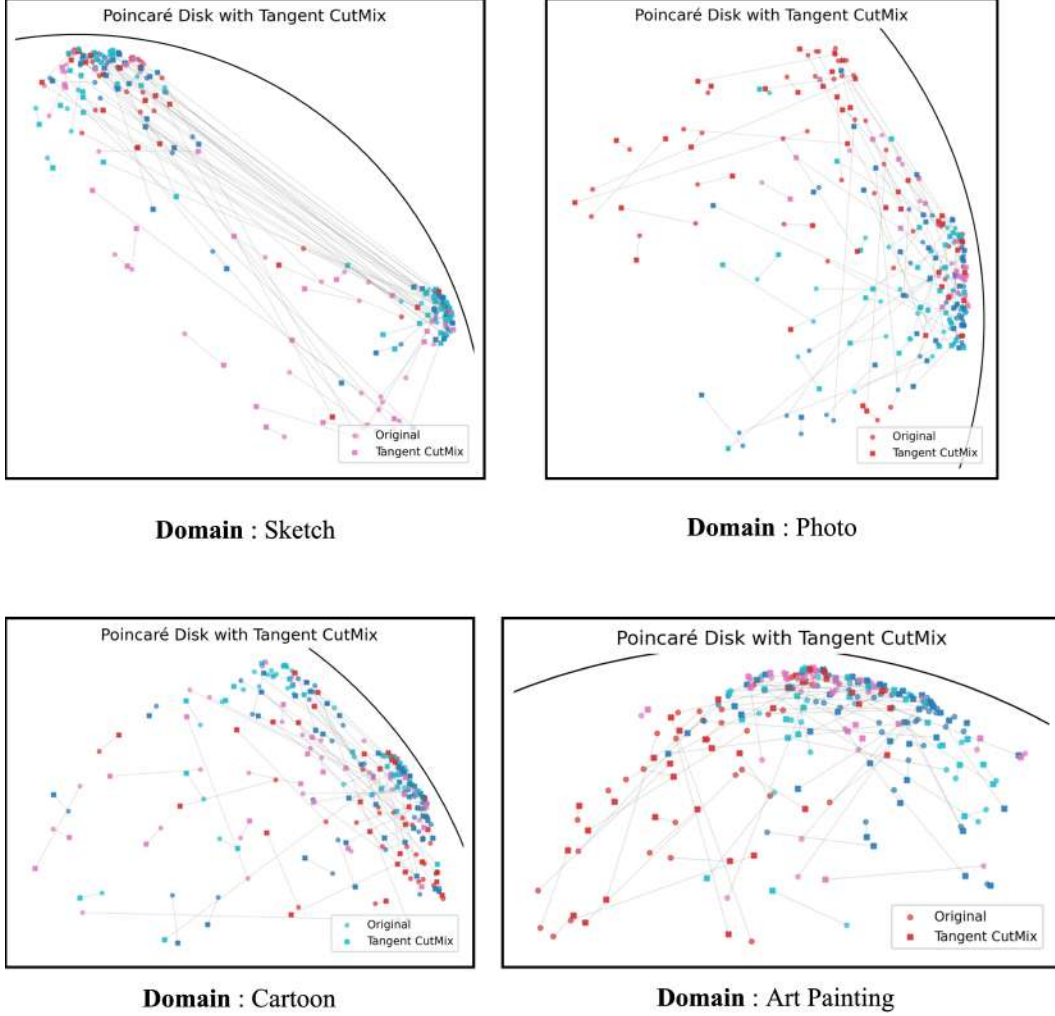 Poincaré Disk with Tangent CutMix
Original
Tangent CutMix
Domain : Sketch
Poincaré Disk with Tangent CutMix
Original
Tangent CutMix
Domain : Photo
Poincaré Disk with Tangent CutMix
Original
Tangent CutMix
Domain : Cartoon
Poincaré Disk with Tangent CutMix
Original
Tangent CutMix
Domain : Art Painting